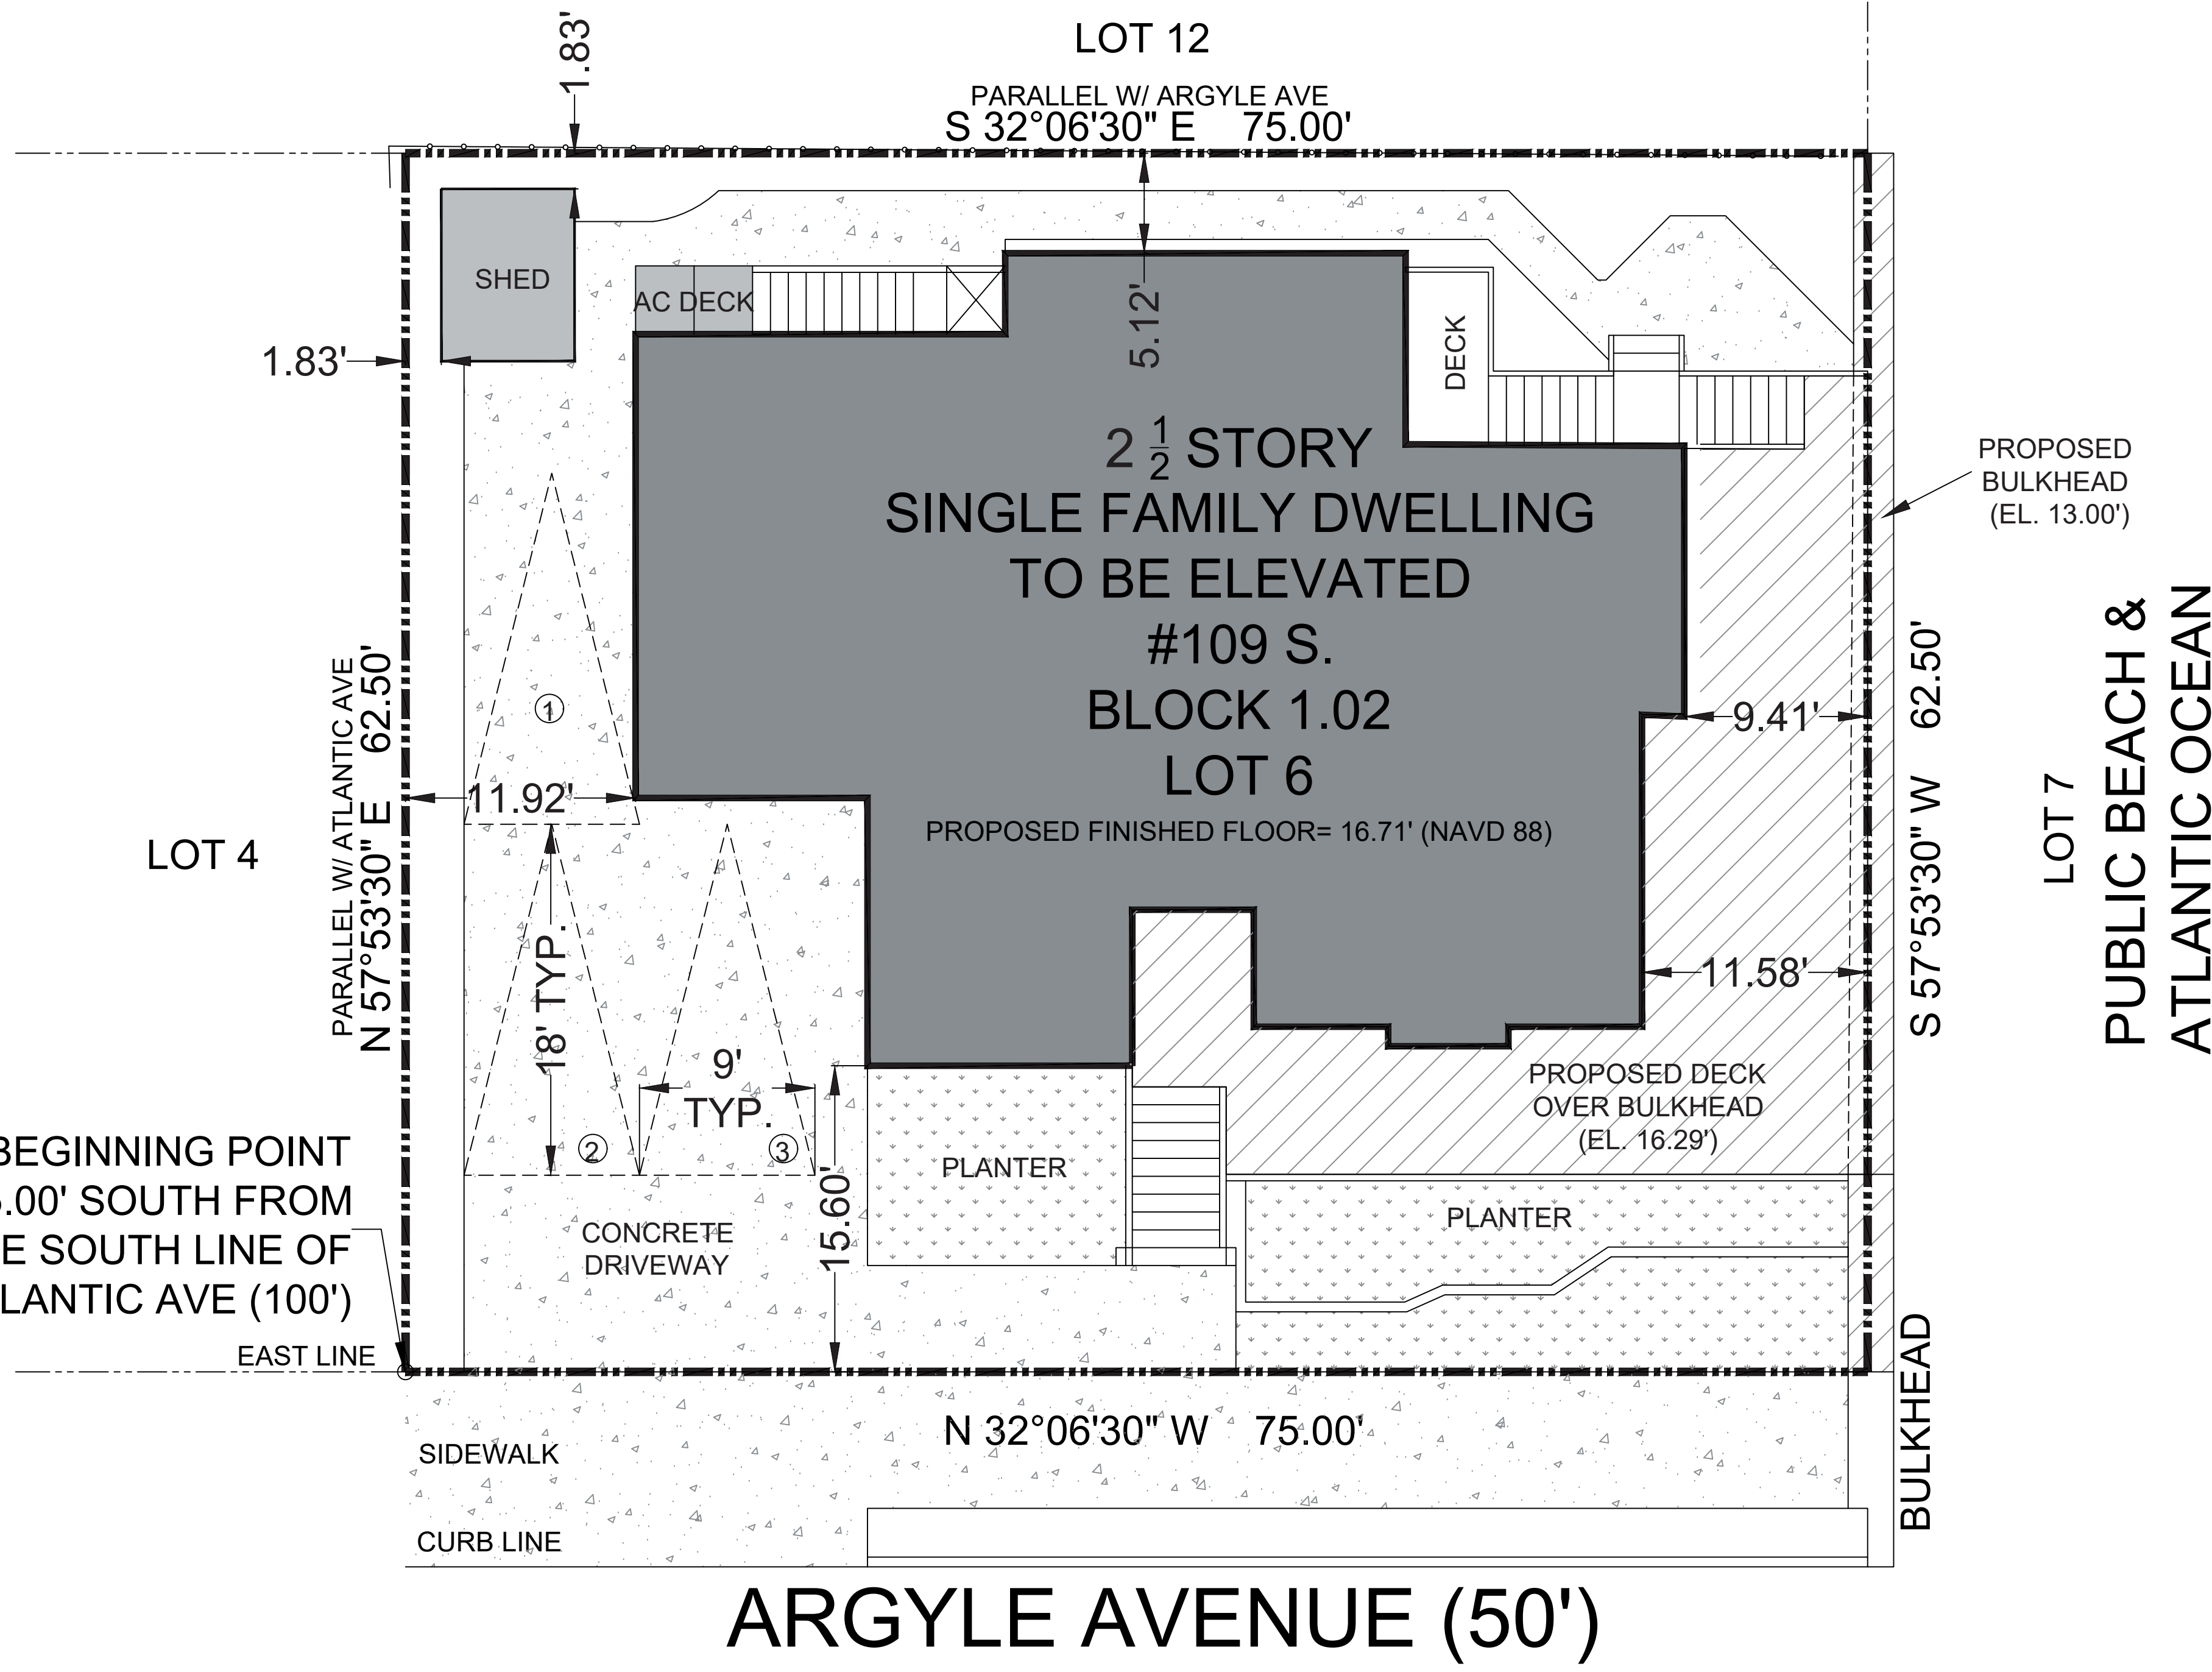 1.83'
LOT 12
PARALLEL W/ ARGYLE AVE
S 32°06'30" E 75.00'
SHED
AC DECK
5.12'
DECK
1.83'
2 1/2 STORY
SINGLE FAMILY DWELLING
TO BE ELEVATED
#109 S.
BLOCK 1.02
LOT 6
PROPOSED FINISHED FLOOR= 16.71' (NAVD 88)
PROPOSED
BULKHEAD
(EL. 13.00')
1
9.41'
11.92'
LOT 4
PARALLEL W/ ATLANTIC AVE
N 57°53'30" E 62.50'
S 57°53'30" W 62.50'
LOT 7
PUBLIC BEACH &
ATLANTIC OCEAN
18' TYP.
11.58'
9'
TYP.
2
3
PROPOSED DECK
OVER BULKHEAD
(EL. 16.29')
BEGINNING POINT
.00' SOUTH FROM
E SOUTH LINE OF
LANTIC AVE (100')
PLANTER
PLANTER
15.60'
CONCRETE
DRIVEWAY
EAST LINE
N 32°06'30" W 75.00'
SIDEWALK
BULKHEAD
CURB LINE
ARGYLE AVENUE (50')